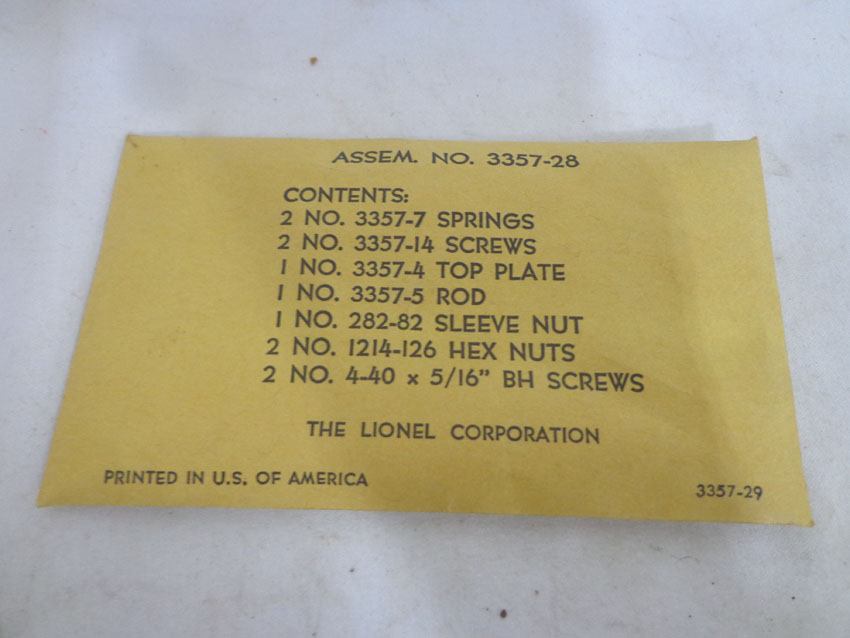 ASSEM. NO. 3357-28
CONTENTS:
2 NO. 3357-7 SPRINGS
2 NO. 3357-14 SCREWS
1 NO. 3357-4 TOP PLATE
1 NO. 3357-5 ROD
1 NO. 282-82 SLEEVE NUT
2 NO. 1214-126 HEX NUTS
2 NO. 4-40 x 5/16" BH SCREWS
THE LIONEL CORPORATION
PRINTED IN U.S. OF AMERICA
3357-29